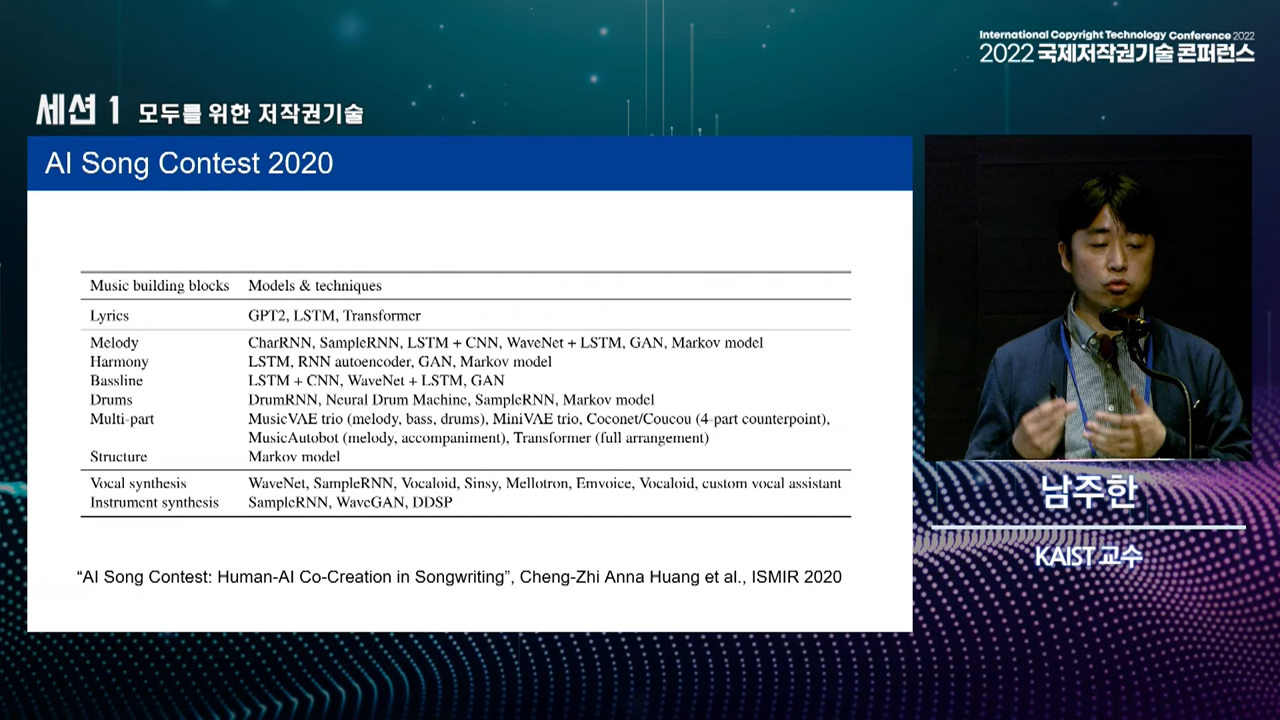 International Copyright Technology Conference 2022
2022 국제저작권기술 콘퍼런스
세션 1 모두를 위한 저작권기술
AI Song Contest 2020
Music building blocks Models & techniques
Lyrics GPT2, LSTM, Transformer
Melody CharRNN, SampleRNN, LSTM + CNN, WaveNet + LSTM, GAN, Markov model
Harmony LSTM, RNN autoencoder, GAN, Markov model
Bassline LSTM + CNN, WaveNet + LSTM, GAN
Drums DrumRNN, Neural Drum Machine, SampleRNN, Markov model
Multi-part MusicVAE trio (melody, bass, drums), MiniVAE trio, Coconet/Coucou (4-part counterpoint),
MusicAutobot (melody, accompaniment), Transformer (full arrangement)
Structure Markov model
Vocal synthesis WaveNet, SampleRNN, Vocaloid, Sinsy, Mellotron, Emvoice, Vocaloid, custom vocal assistant
Instrument synthesis SampleRNN, WaveGAN, DDSP
“AI Song Contest: Human-AI Co-Creation in Songwriting”, Cheng-Zhi Anna Huang et al., ISMIR 2020
남주한
KAIST 교수